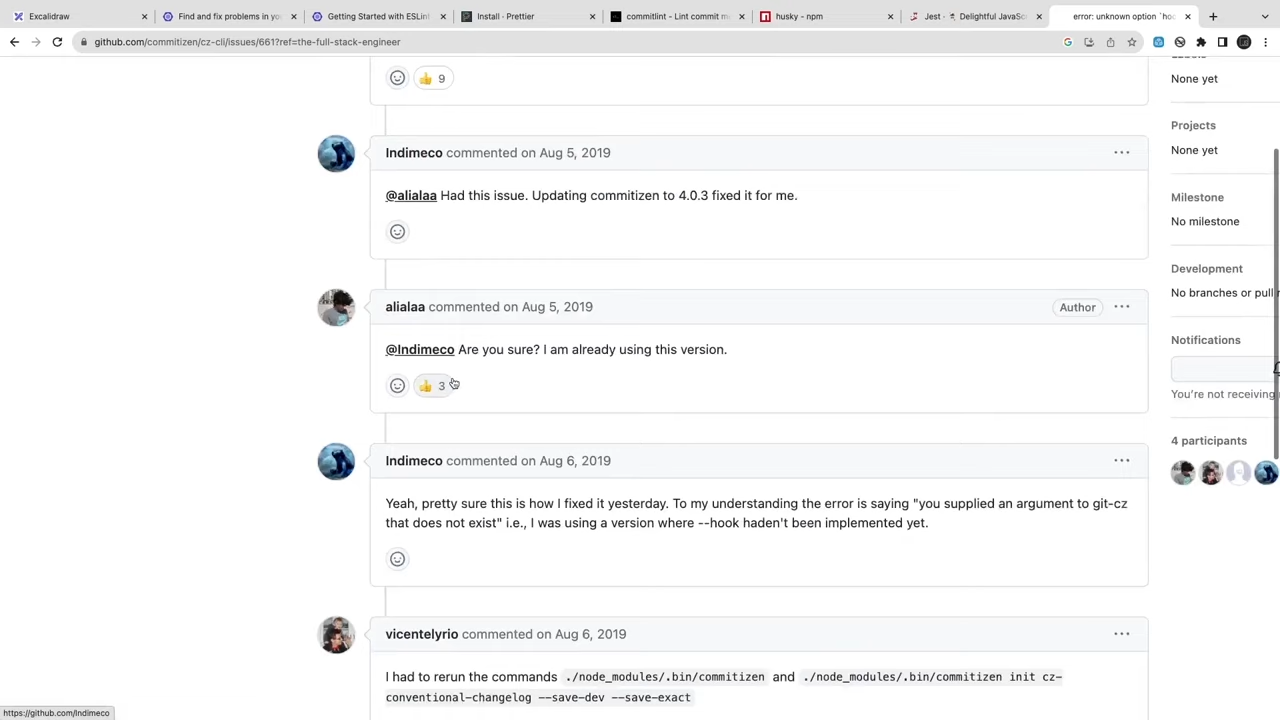 Excalidraw
Find and fix problems in yo
Getting Started with ESLin
Install · Prettier
commitlint - Lint commit m
husky - npm
Jest · Delightful JavaSc
error: unknown option `hoo
github.com/commitizen/cz-cli/issues/661?ref=the-full-stack-engineer
9
None yet
Projects
None yet
Milestone
No milestone
Development
No branches or pull
Notifications
You're not receiving
4 participants
Indimeco commented on Aug 5, 2019
@alialaa Had this issue. Updating commitizen to 4.0.3 fixed it for me.
alialaa commented on Aug 5, 2019
Author
@Indimeco Are you sure? I am already using this version.
3
Indimeco commented on Aug 6, 2019
Yeah, pretty sure this is how I fixed it yesterday. To my understanding the error is saying "you supplied an argument to git-cz
that does not exist" i.e., I was using a version where --hook haden't been implemented yet.
vicentelyrio commented on Aug 6, 2019
I had to rerun the commands ./node_modules/.bin/commitizen and ./node_modules/.bin/commitizen init cz-
conventional-changelog --save-dev --save-exact
https://github.com/Indimeco